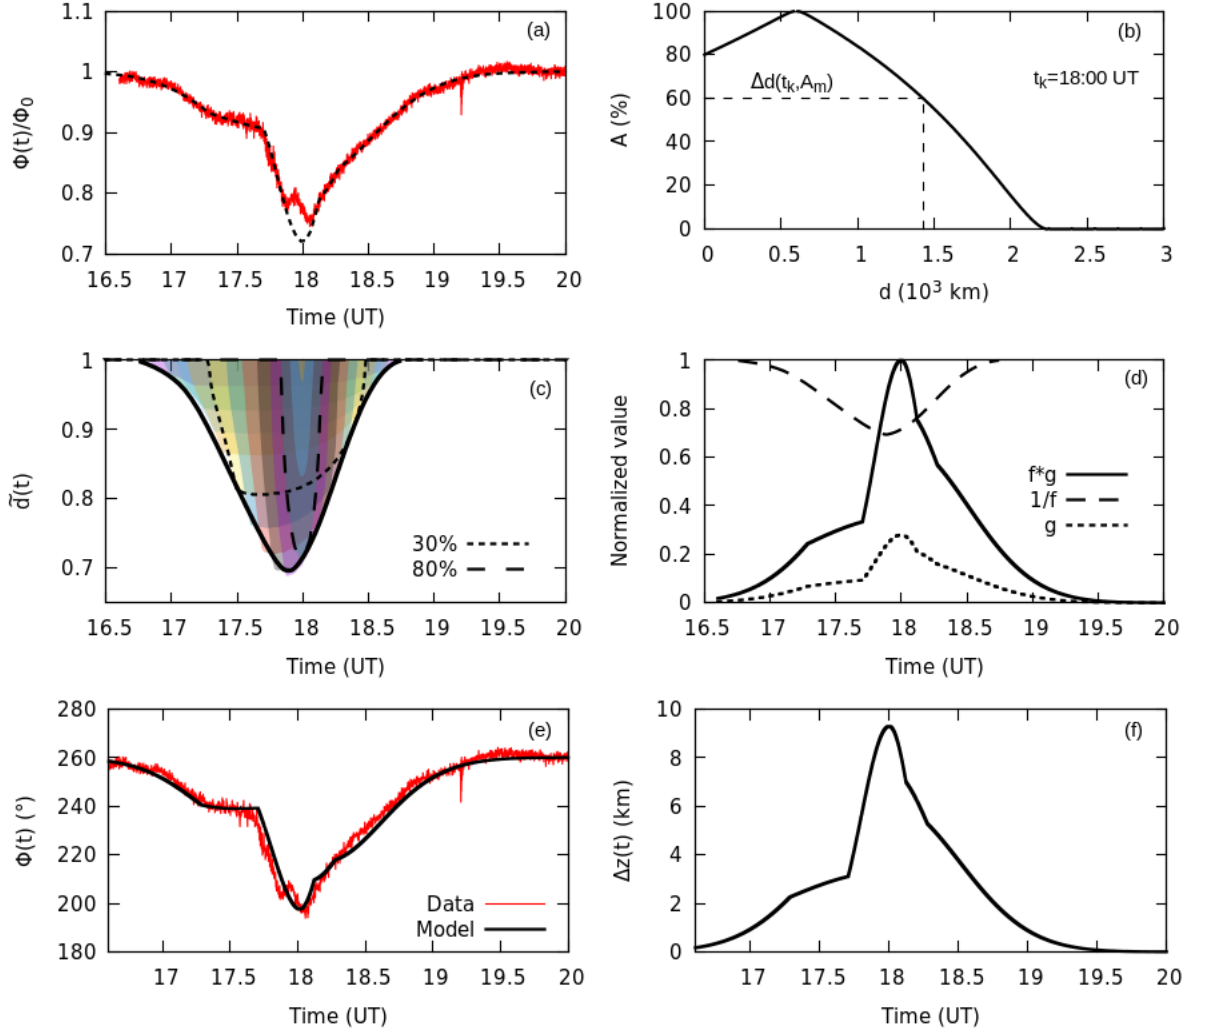 (a)
Φ(t)/Φ0
1.1
1
0.9
0.8
0.7
16.5 17 17.5 18 18.5 19 19.5 20
Time (UT)
(b)
A (%)
100
80
60
40
20
0
Δd(tk,Am)
tk=18:00 UT
0 0.5 1 1.5 2 2.5 3
d (10³ km)
(c)
d̃(t)
1
0.9
0.8
0.7
30%
80%
16.5 17 17.5 18 18.5 19 19.5 20
Time (UT)
(d)
Normalized value
1
0.8
0.6
0.4
0.2
0
f*g
1/f
g
16.5 17 17.5 18 18.5 19 19.5 20
Time (UT)
(e)
Φ(t) (°)
280
260
240
220
200
180
Data
Model
17 17.5 18 18.5 19 19.5 20
Time (UT)
(f)
Δz(t) (km)
10
8
6
4
2
0
17 17.5 18 18.5 19 19.5 20
Time (UT)